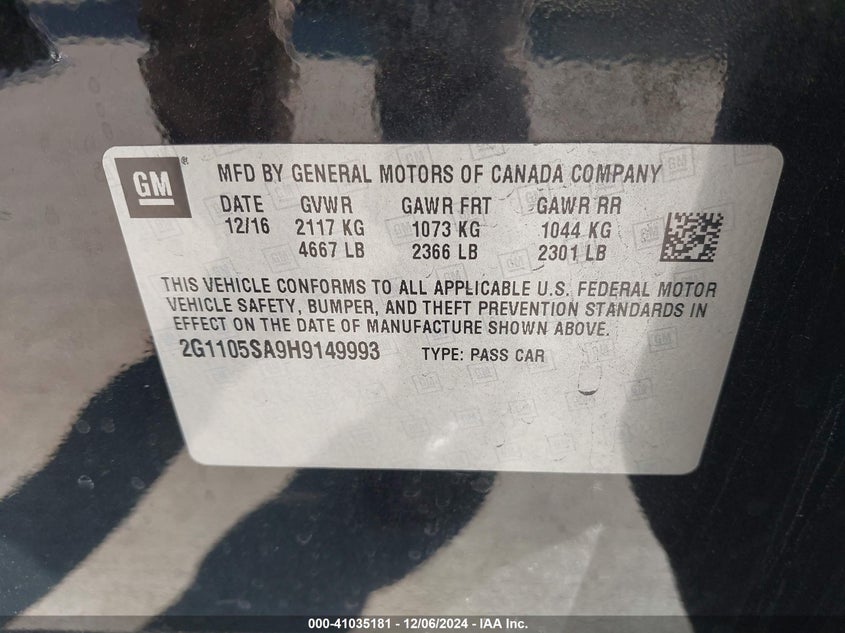 GM
MFD BY GENERAL MOTORS OF CANADA COMPANY
DATE GVWR GAWR FRT GAWR RR
12/16 2117 KG 1073 KG 1044 KG
4667 LB 2366 LB 2301 LB
THIS VEHICLE CONFORMS TO ALL APPLICABLE U.S. FEDERAL MOTOR
VEHICLE SAFETY, BUMPER, AND THEFT PREVENTION STANDARDS IN
EFFECT ON THE DATE OF MANUFACTURE SHOWN ABOVE.
2G1105SA9H9149993 TYPE: PASS CAR
000-41035181 - 12/06/2024 - IAA Inc.